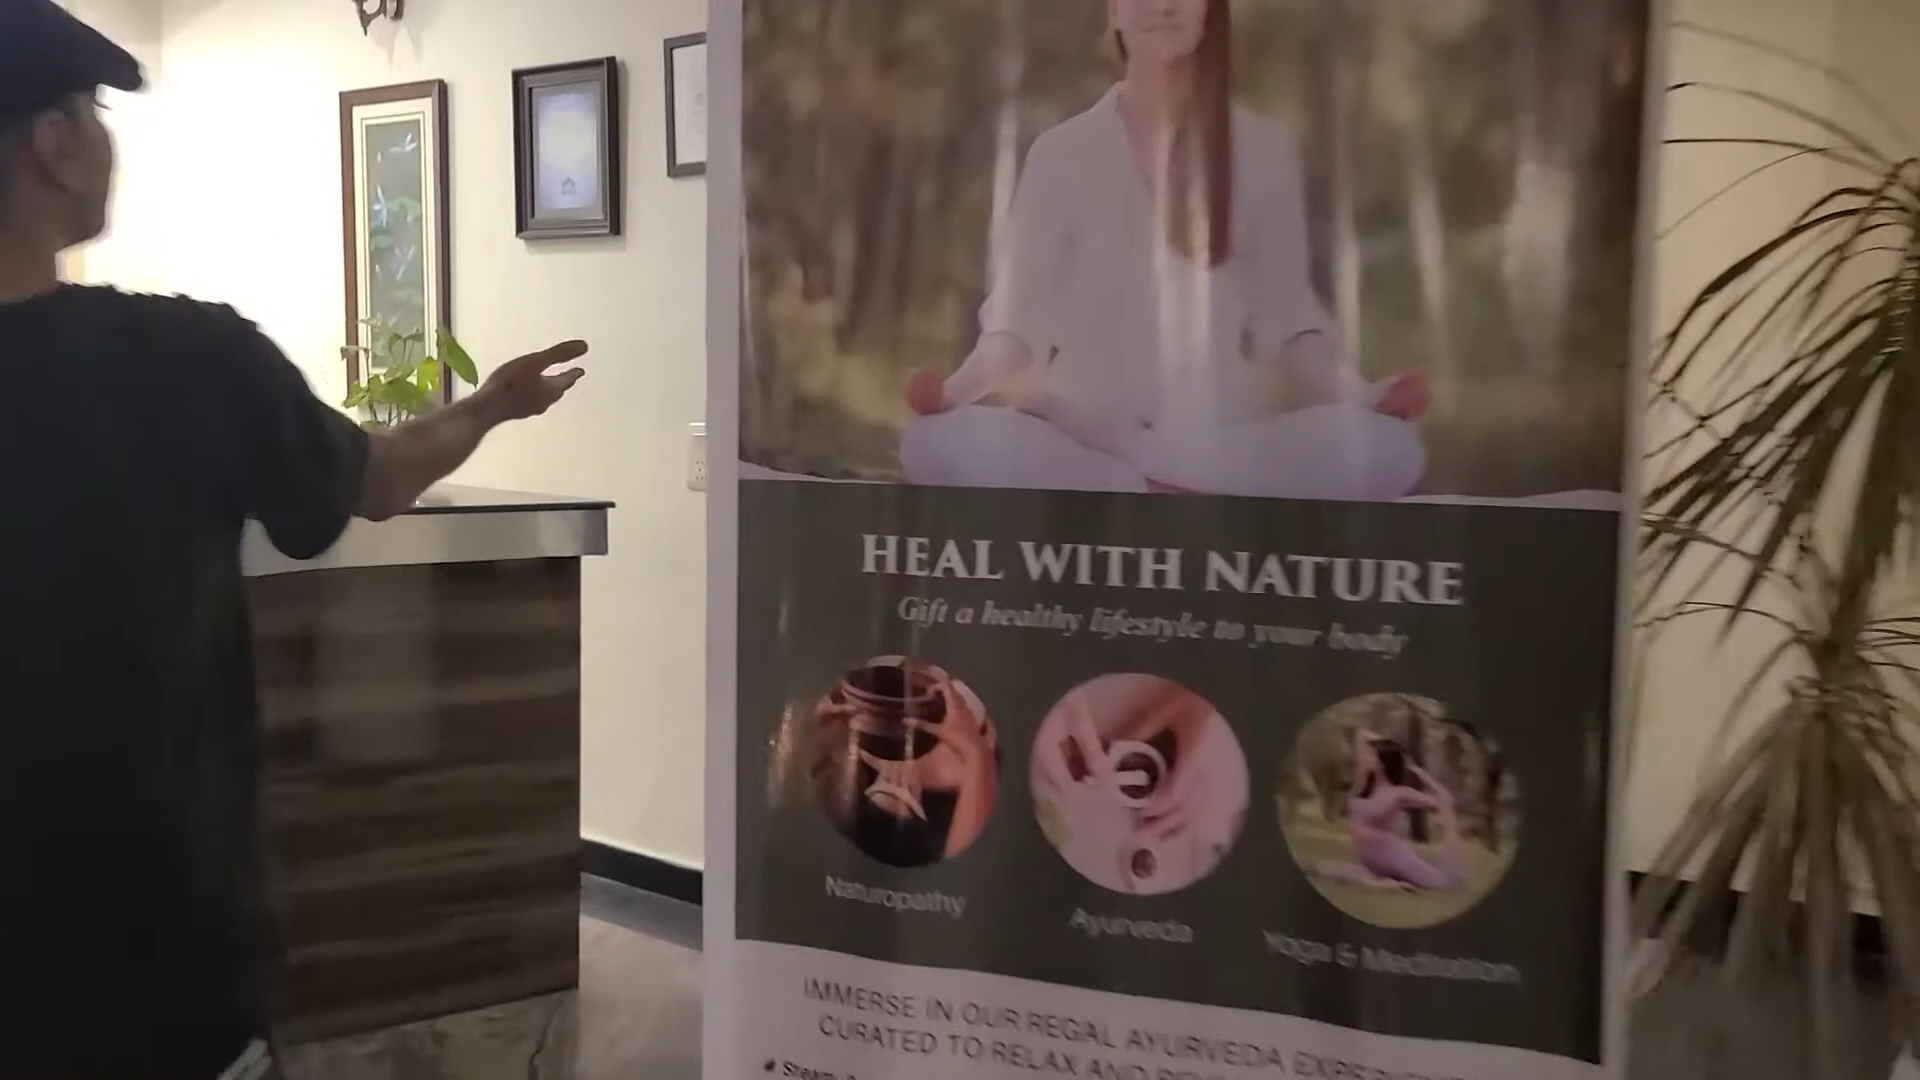 HEAL WITH NATURE
Gift a healthy lifestyle to your body
Naturopathy
Ayurveda
Yoga & Meditation
IMMERSE IN OUR REGAL AYURVEDA
CURATED TO RELAX AND